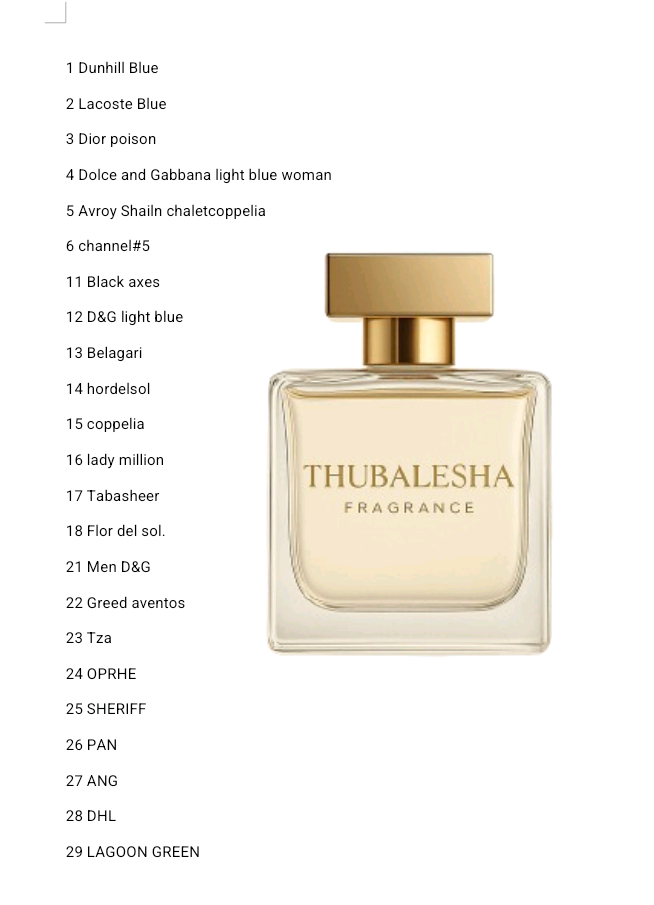 1 Dunhill Blue
2 Lacoste Blue
3 Dior poison
4 Dolce and Gabbana light blue woman
5 Avroy Shailn chaletcoppelia
6 channel#5
11 Black axes
12 D&G light blue
13 Belagari
14 hordelsol
15 coppelia
16 lady million
17 Tabasheer
18 Flor del sol.
21 Men D&G
22 Greed aventos
23 Tza
24 OPRHE
25 SHERIFF
26 PAN
27 ANG
28 DHL
29 LAGOON GREEN
THUBALESHA
FRAGRANCE